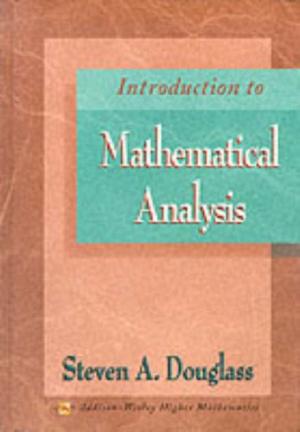 Introduction to
Mathematical
Analysis
Steven A. Douglass
Addison-Wesley Higher Mathematics